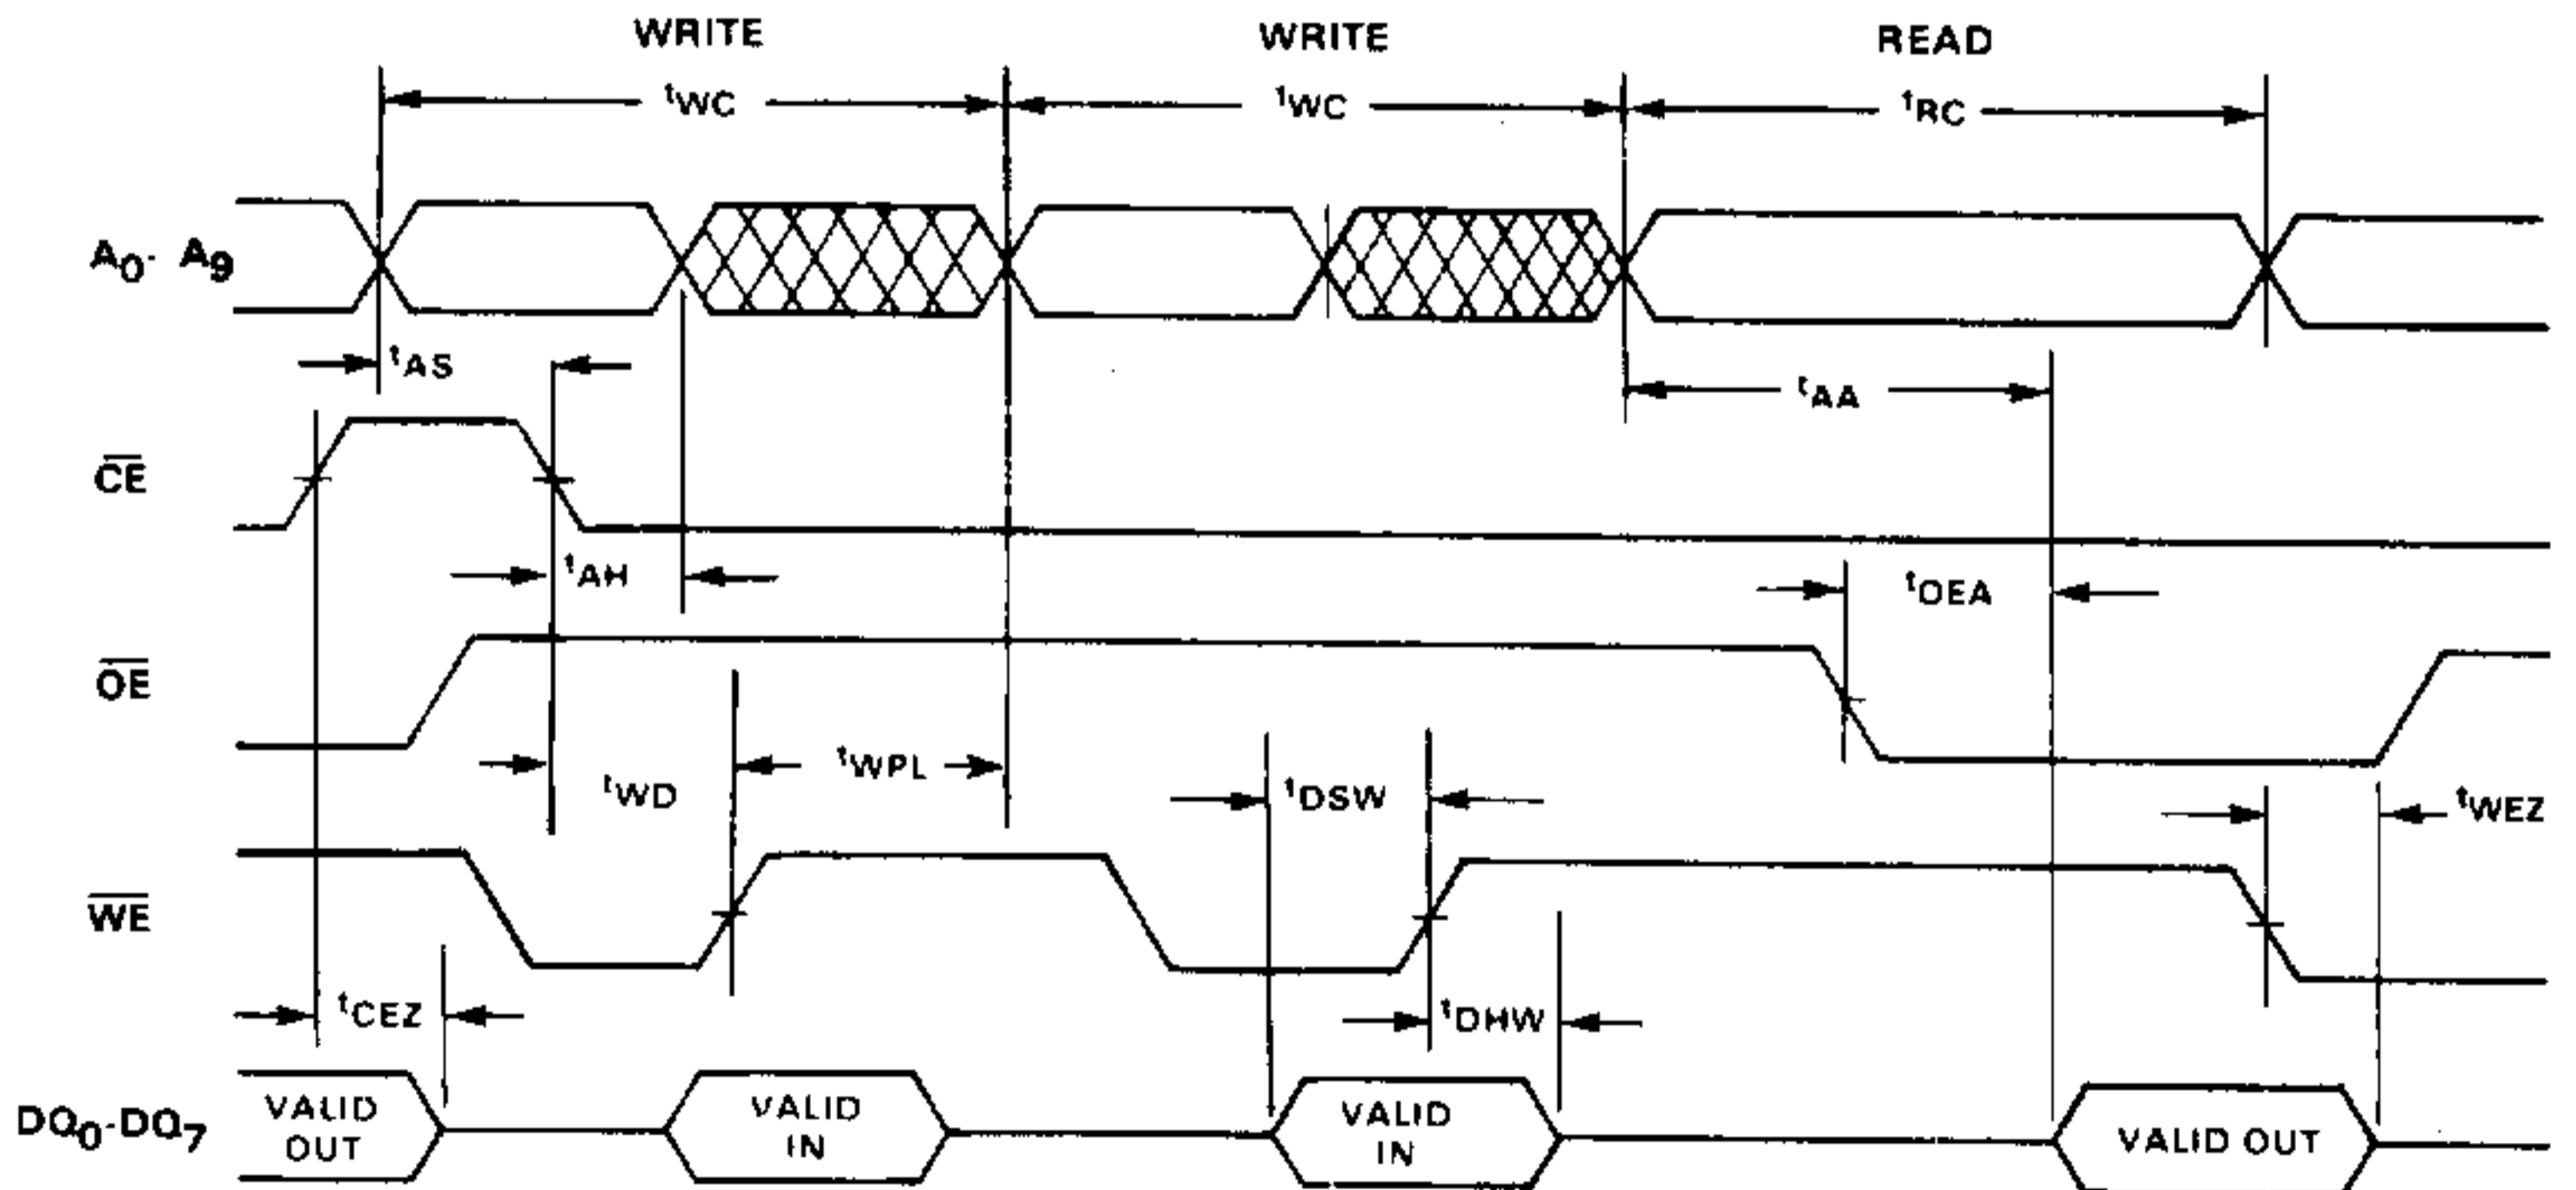 WRITE WRITE READ
tWC tWC tRC
A0- A9
tAS
tAA
CE
tAH
tOEA
OE
tWPL
tWD
tDSW
tWEZ
WE
tCEZ
tDHW
DQ0-DQ7
VALID OUT
VALID IN
VALID IN
VALID OUT